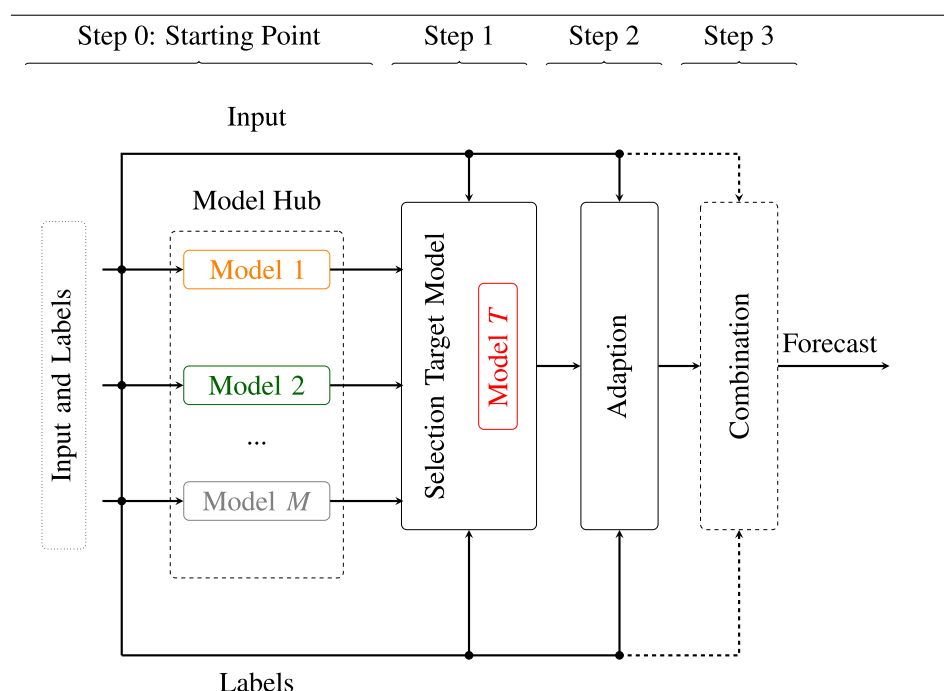 Step 0: Starting Point
Step 1
Step 2
Step 3
Input
Model Hub
Input and Labels
Model 1
Model 2
...
Model M
Selection Target Model
Model T
Adaption
Combination
Forecast
Labels